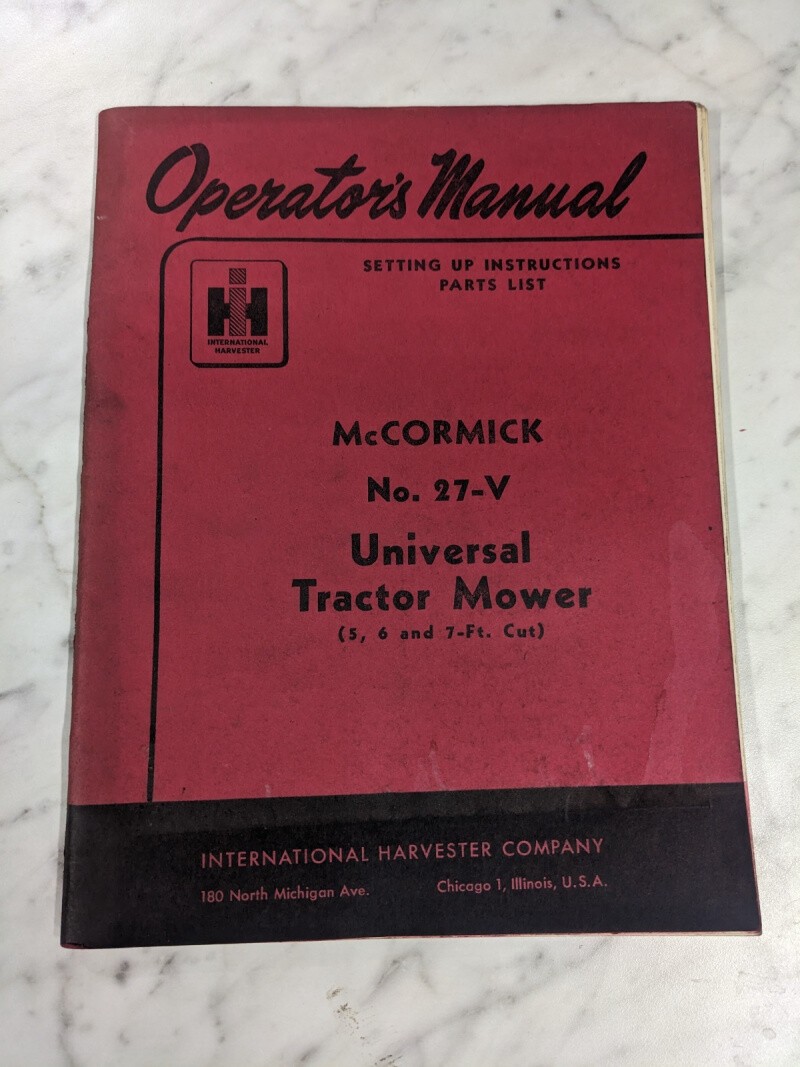 Operator's Manual
SETTING UP INSTRUCTIONS
PARTS LIST
IH
INTERNATIONAL
HARVESTER
McCORMICK
No. 27-V
Universal
Tractor Mower
(5, 6 and 7-Ft. Cut)
INTERNATIONAL HARVESTER COMPANY
180 North Michigan Ave. Chicago 1, Illinois, U.S.A.